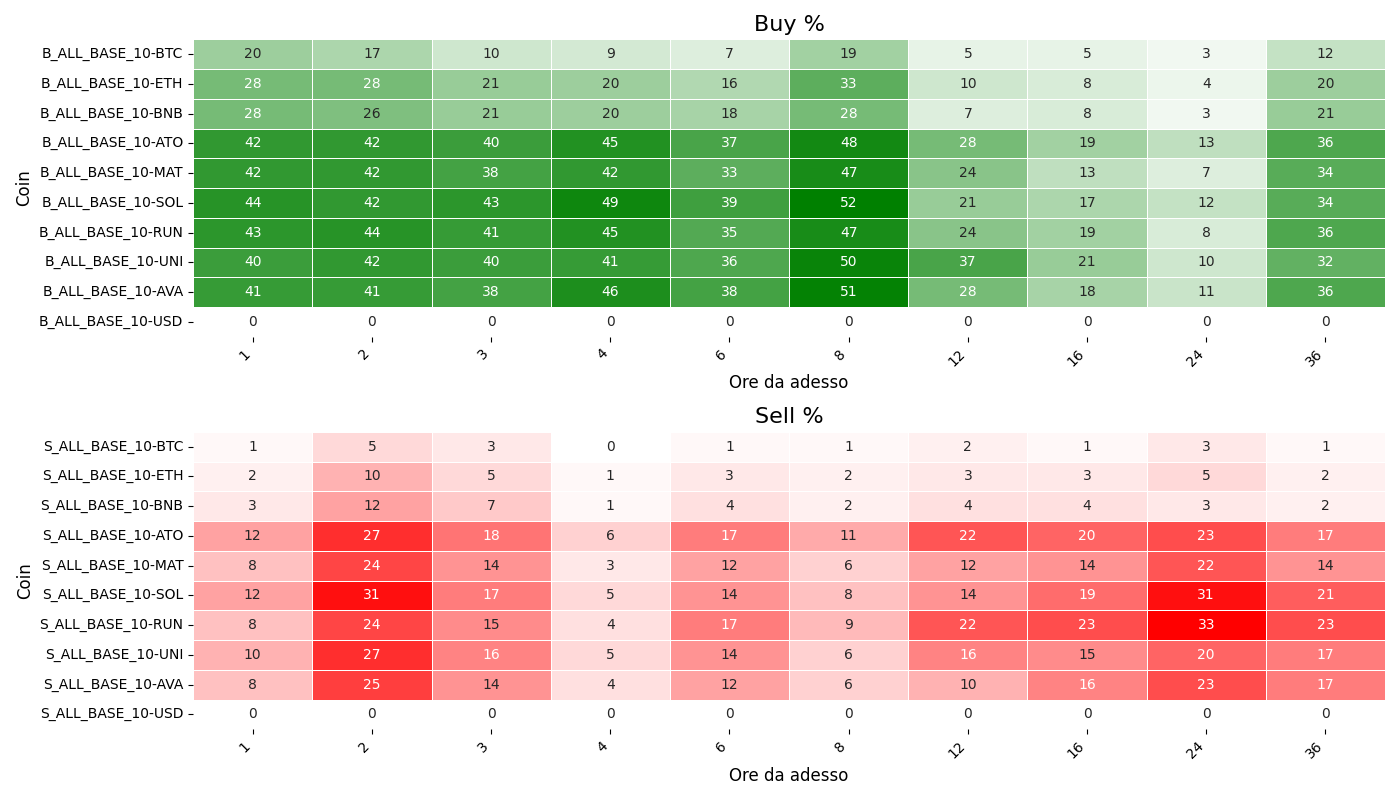 Buy %
Coin
B_ALL_BASE_10-BTC 20 17 10 9 7 19 5 5 3 12
B_ALL_BASE_10-ETH 28 28 21 20 16 33 10 8 4 20
B_ALL_BASE_10-BNB 28 26 21 20 18 28 7 8 3 21
B_ALL_BASE_10-ATO 42 42 40 45 37 48 28 19 13 36
B_ALL_BASE_10-MAT 42 42 38 42 33 47 24 13 7 34
B_ALL_BASE_10-SOL 44 42 43 49 39 52 21 17 12 34
B_ALL_BASE_10-RUN 43 44 41 45 35 47 24 19 8 36
B_ALL_BASE_10-UNI 40 42 40 41 36 50 37 21 10 32
B_ALL_BASE_10-AVA 41 41 38 46 38 51 28 18 11 36
B_ALL_BASE_10-USD 0 0 0 0 0 0 0 0 0 0
1 2 3 4 6 8 12 16 24 36
Ore da adesso
Sell %
Coin
S_ALL_BASE_10-BTC 1 5 3 0 1 1 2 1 3 1
S_ALL_BASE_10-ETH 2 10 5 1 3 2 3 3 5 2
S_ALL_BASE_10-BNB 3 12 7 1 4 2 4 4 3 2
S_ALL_BASE_10-ATO 12 27 18 6 17 11 22 20 23 17
S_ALL_BASE_10-MAT 8 24 14 3 12 6 12 14 22 14
S_ALL_BASE_10-SOL 12 31 17 5 14 8 14 19 31 21
S_ALL_BASE_10-RUN 8 24 15 4 17 9 22 23 33 23
S_ALL_BASE_10-UNI 10 27 16 5 14 6 16 15 20 17
S_ALL_BASE_10-AVA 8 25 14 4 12 6 10 16 23 17
S_ALL_BASE_10-USD 0 0 0 0 0 0 0 0 0 0
1 2 3 4 6 8 12 16 24 36
Ore da adesso